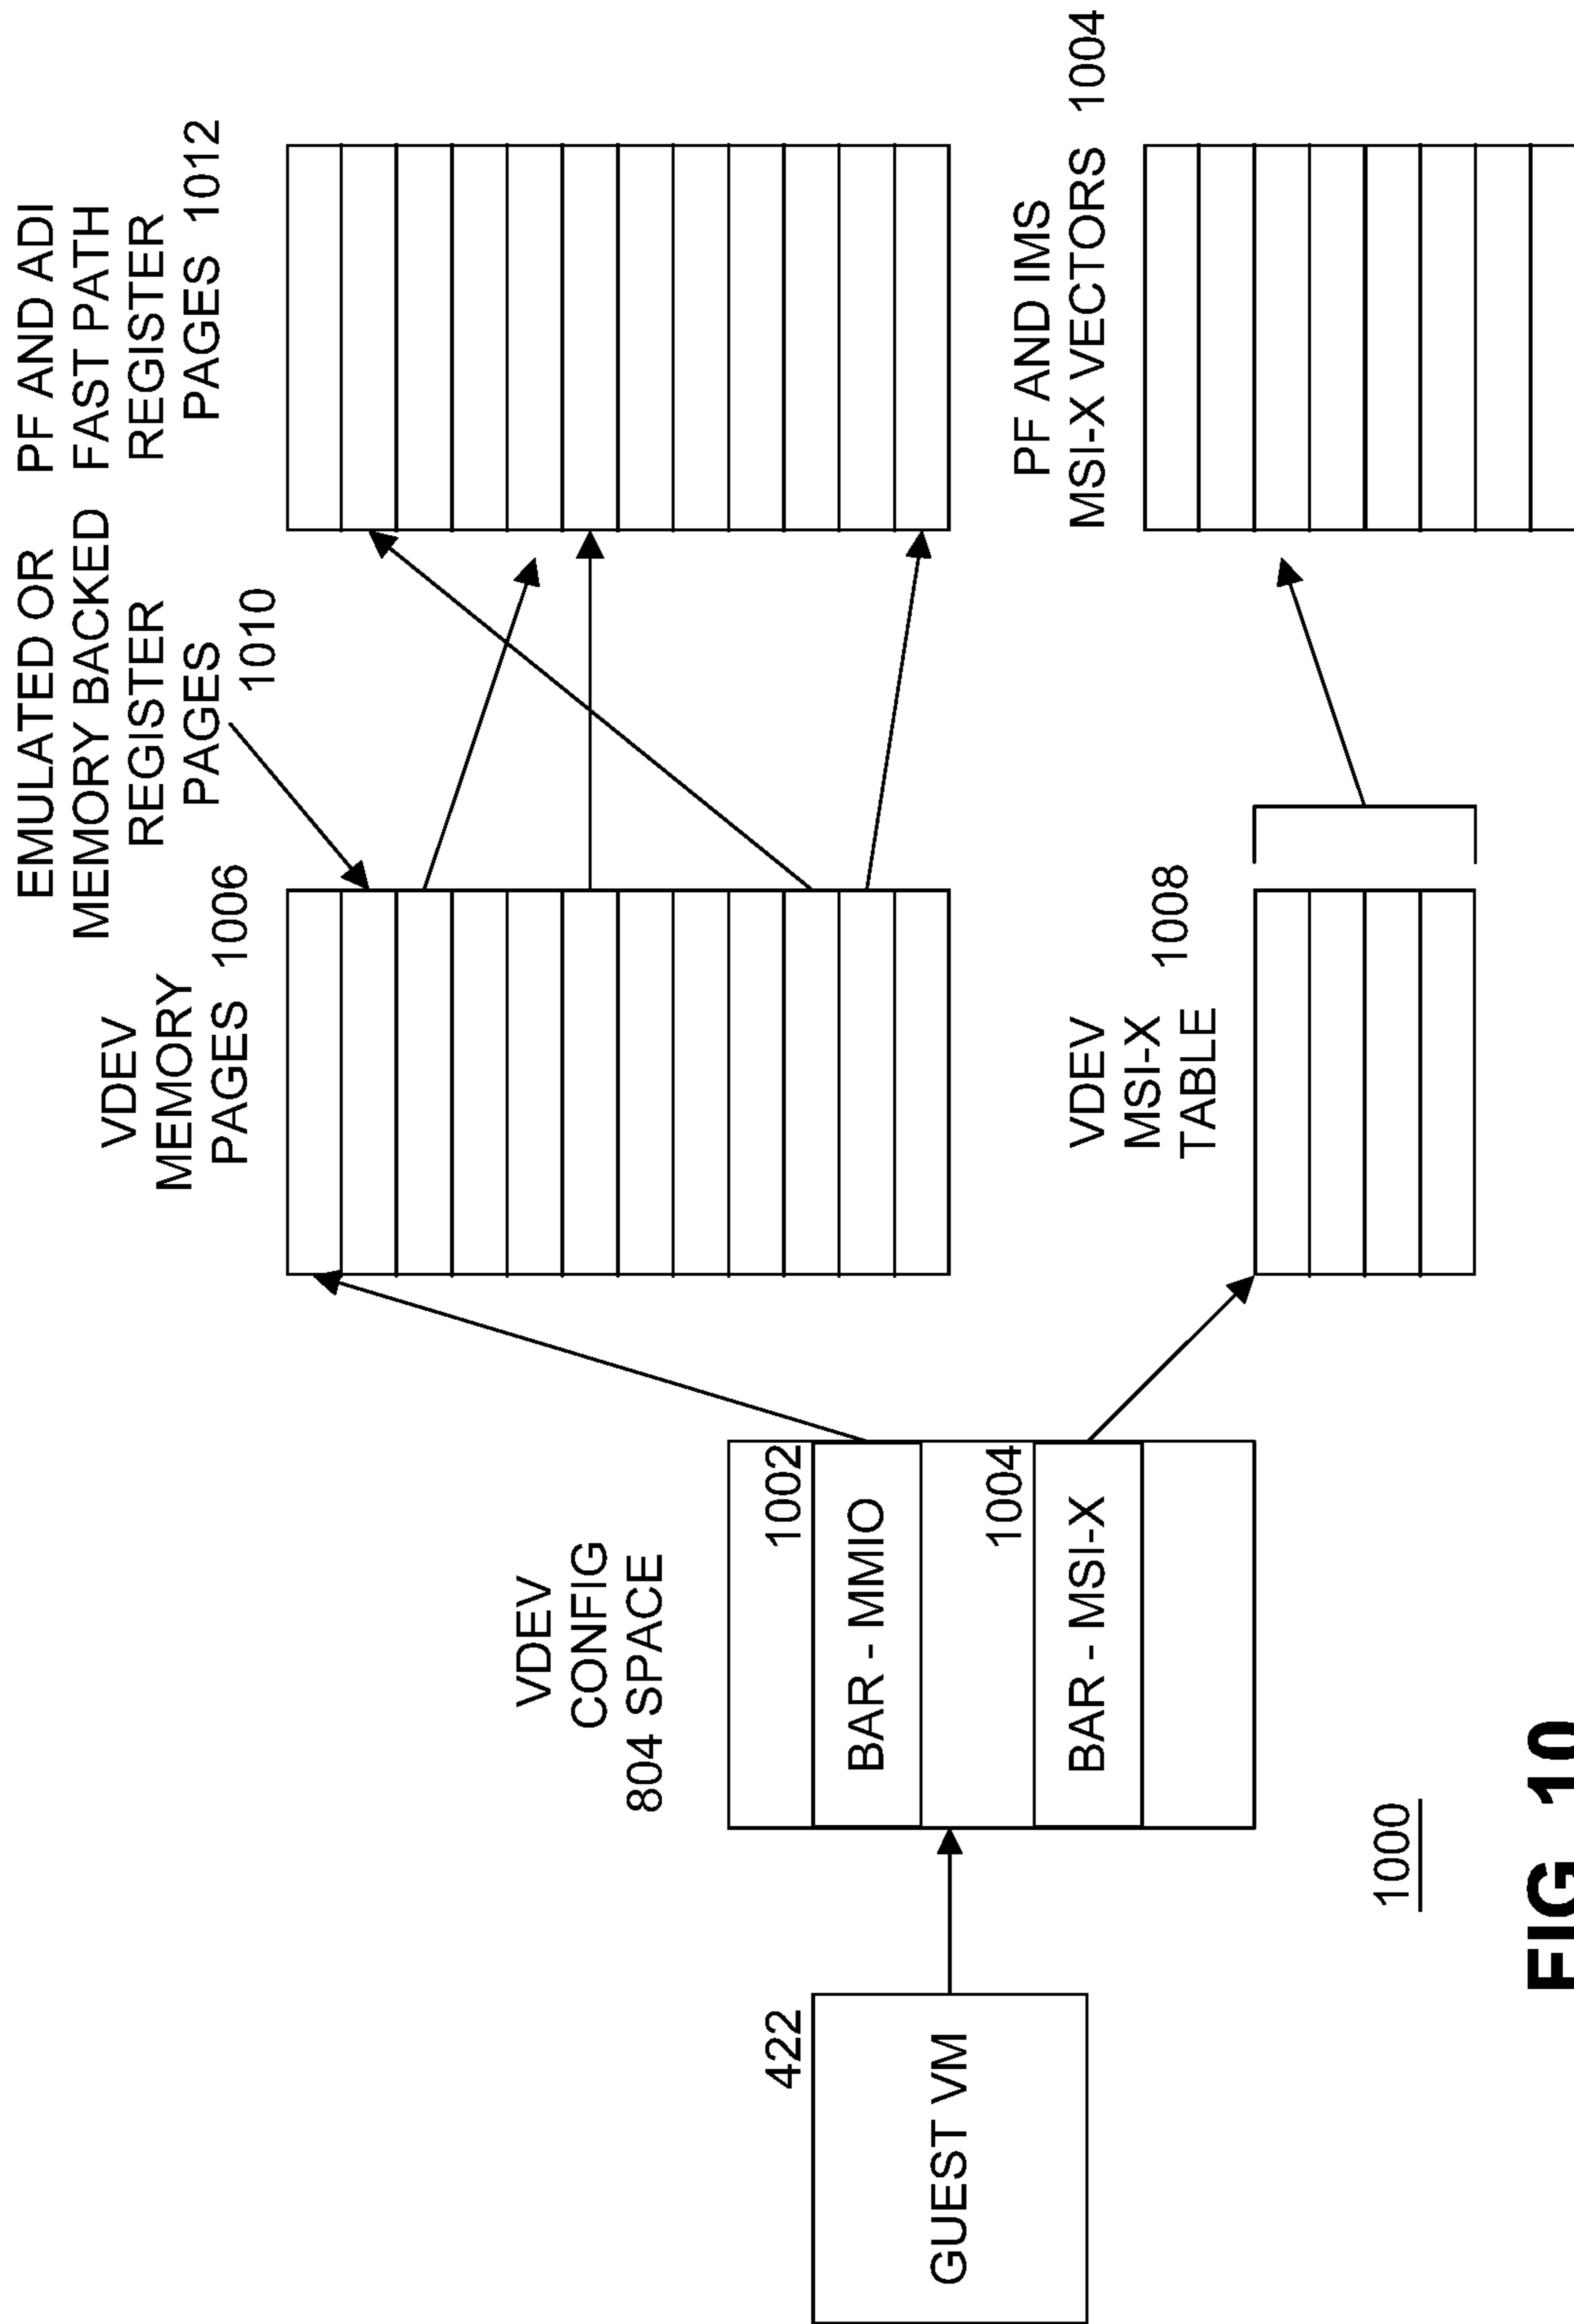 EMULATED OR
MEMORY BACKED
REGISTER
PAGES
1010
PF AND ADI
FAST PATH
REGISTER
PAGES 1012
VDEV
MEMORY
PAGES 1006
VDEV
CONFIG
804 SPACE
1002
BAR - MMIO
1004
BAR - MSI-X
422
GUEST VM
VDEV
MSI-X 1008
TABLE
PF AND IMS
MSI-X VECTORS 1004
1000
FIG. 10